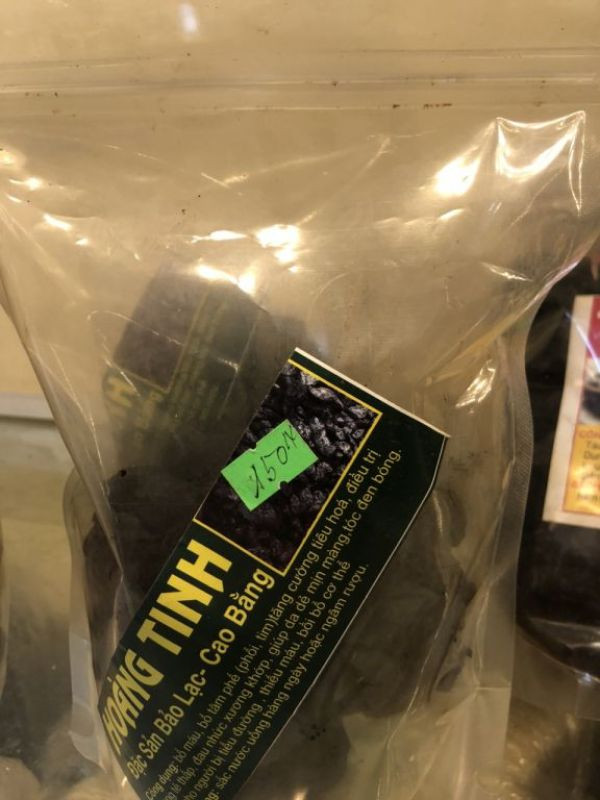 450K
HOÀNG TINH
Đặc Sản Bảo Lạc- Cao Bằng
Công dụng: bổ máu, bổ tâm phế (phổi, tim)tăng cường tiêu hoá, điều trị
tê thấp đau nhức xương khớp, giúp da dẻ mịn màng,tóc đen bóng.
cho người bị tiểu đường , thiếu máu, bồi bổ cơ thể
sắc nước uống hàng ngày hoặc ngâm rượu.